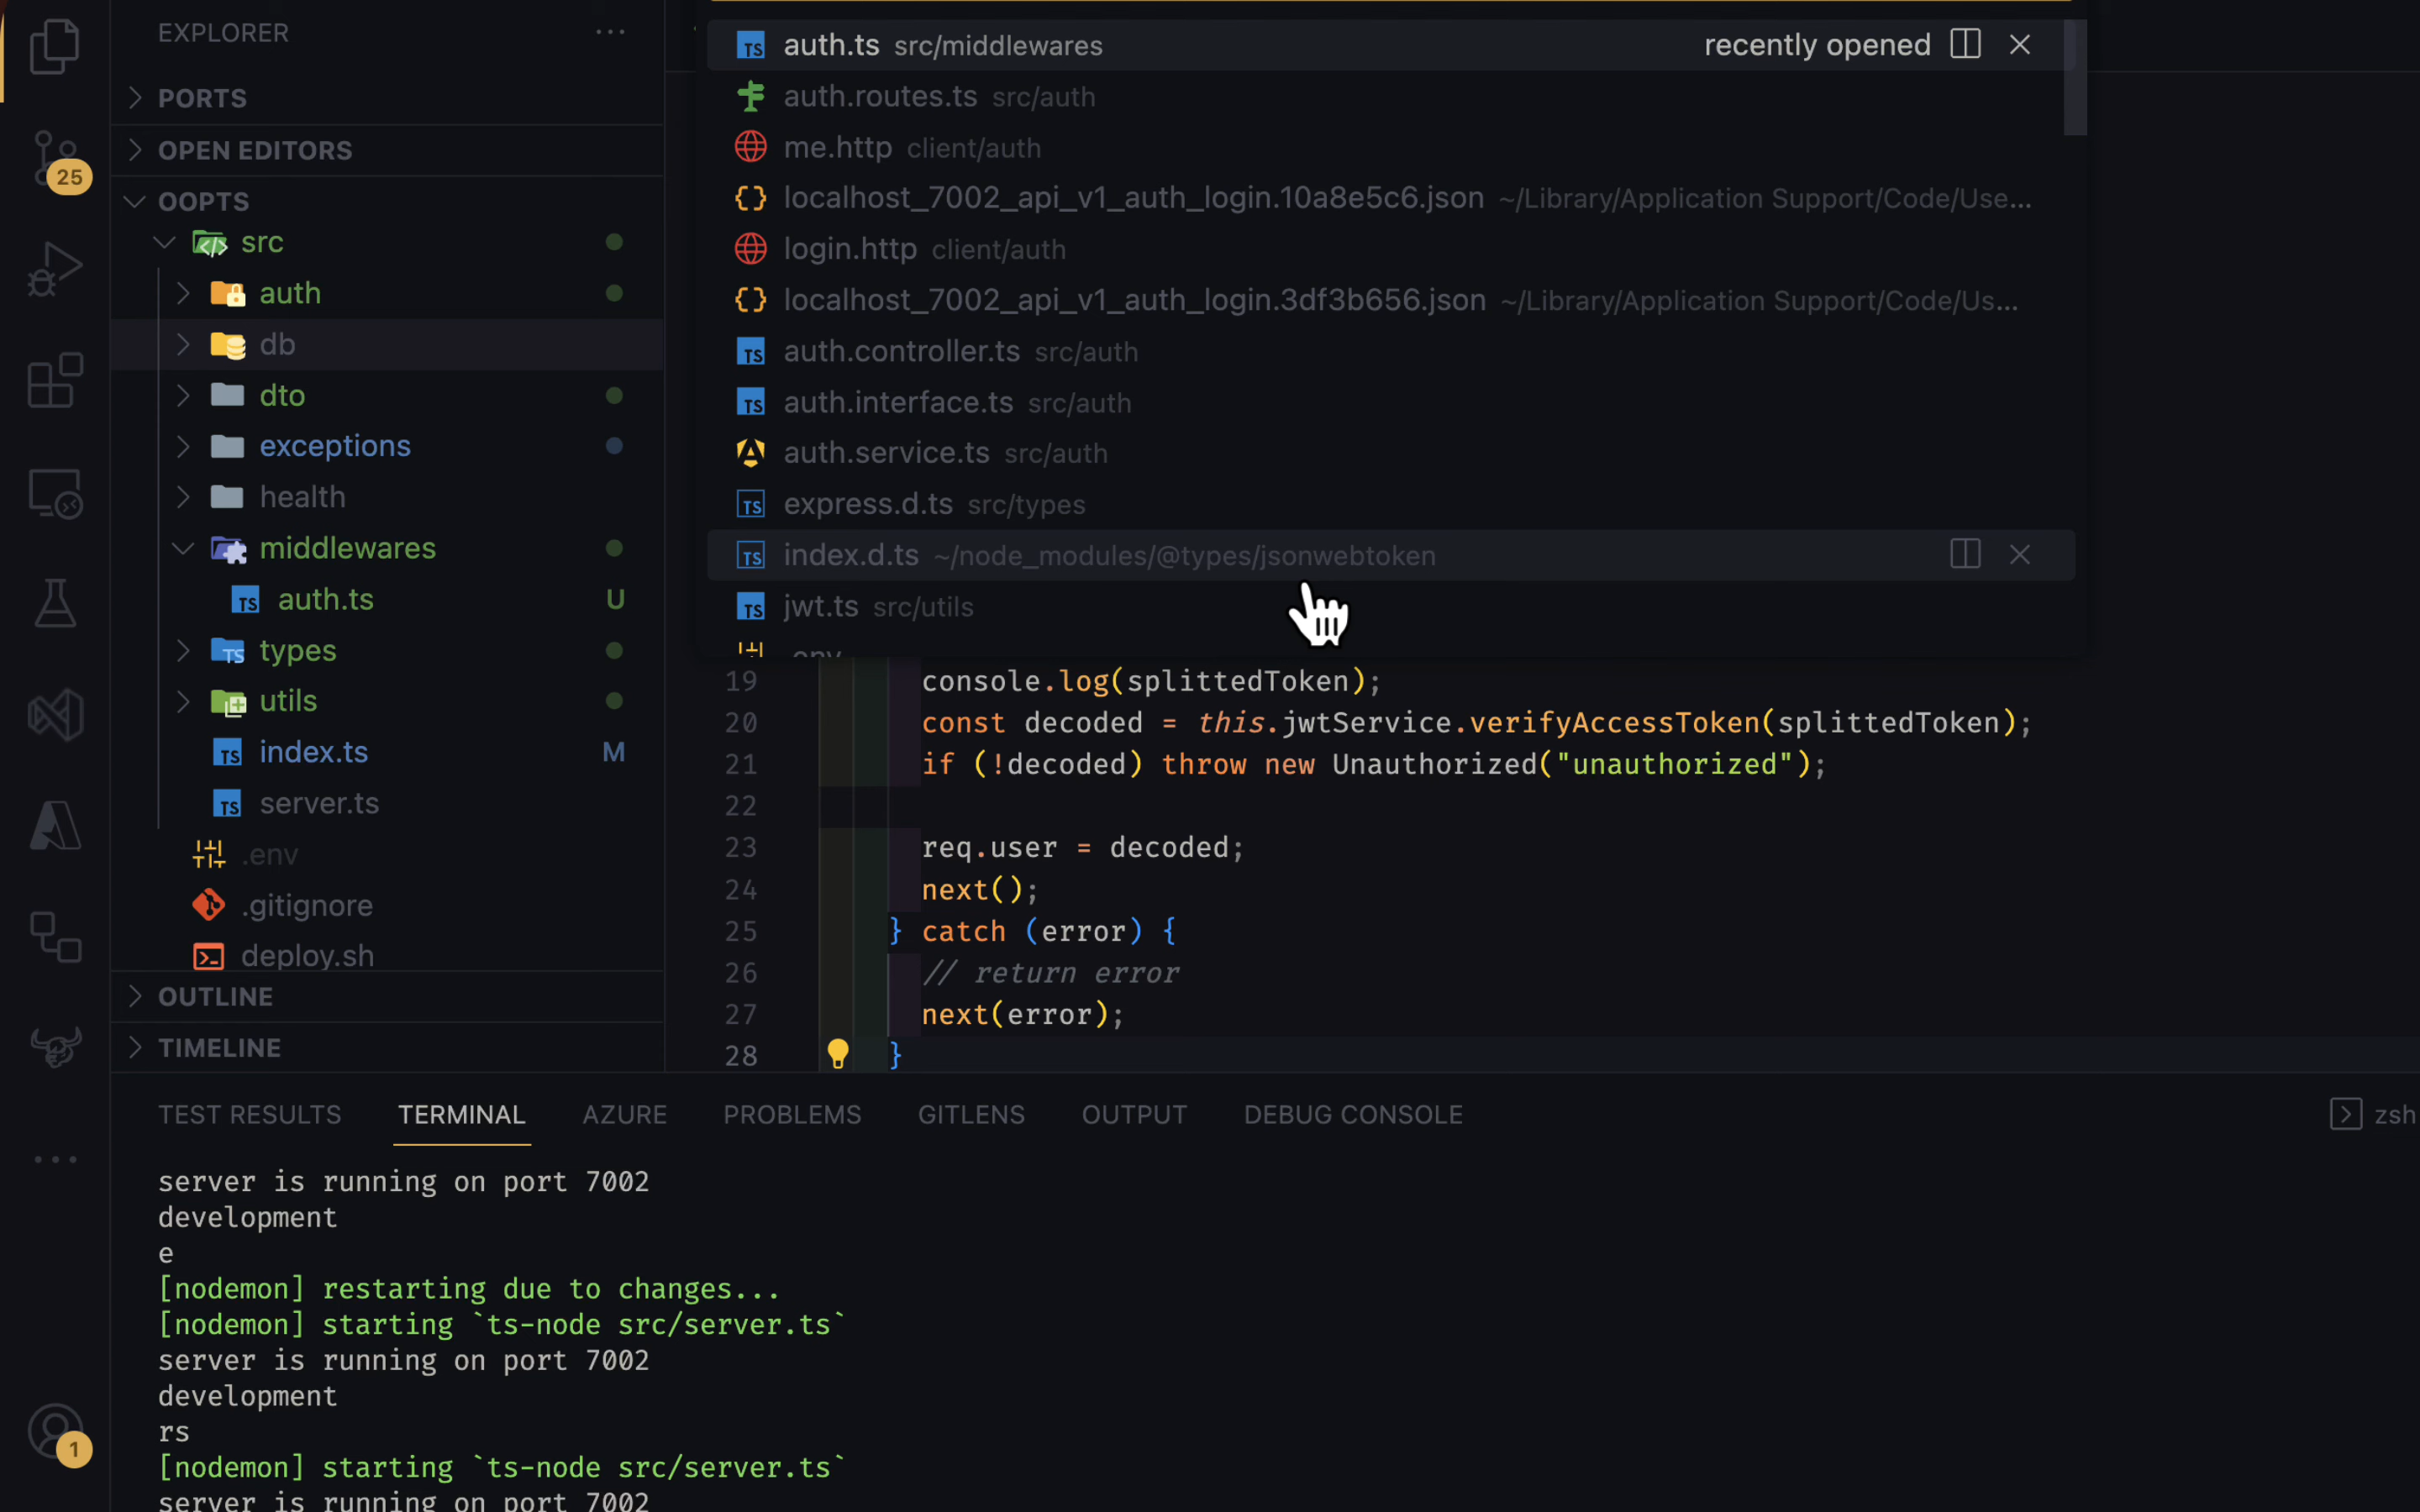 EXPLORER
PORTS
OPEN EDITORS
OOPTS
src
auth
db
dto
exceptions
health
middlewares
auth.ts U
types
utils
index.ts M
server.ts
.env
.gitignore
deploy.sh
OUTLINE
TIMELINE
25
1
auth.ts src/middlewares recently opened
auth.routes.ts src/auth
me.http client/auth
localhost_7002_api_v1_auth_login.10a8e5c6.json ~/Library/Application Support/Code/Use...
login.http client/auth
localhost_7002_api_v1_auth_login.3df3b656.json ~/Library/Application Support/Code/Us...
auth.controller.ts src/auth
auth.interface.ts src/auth
auth.service.ts src/auth
express.d.ts src/types
index.d.ts ~/node_modules/@types/jsonwebtoken
jwt.ts src/utils
.env
19 console.log(splittedToken);
20 const decoded = this.jwtService.verifyAccessToken(splittedToken);
21 if (!decoded) throw new Unauthorized("unauthorized");
22
23 req.user = decoded;
24 next();
25 } catch (error) {
26 // return error
27 next(error);
28 }
TEST RESULTS TERMINAL AZURE PROBLEMS GITLENS OUTPUT DEBUG CONSOLE zsh
server is running on port 7002
development
e
[nodemon] restarting due to changes...
[nodemon] starting `ts-node src/server.ts`
server is running on port 7002
development
rs
[nodemon] starting `ts-node src/server.ts`
server is running on port 7002